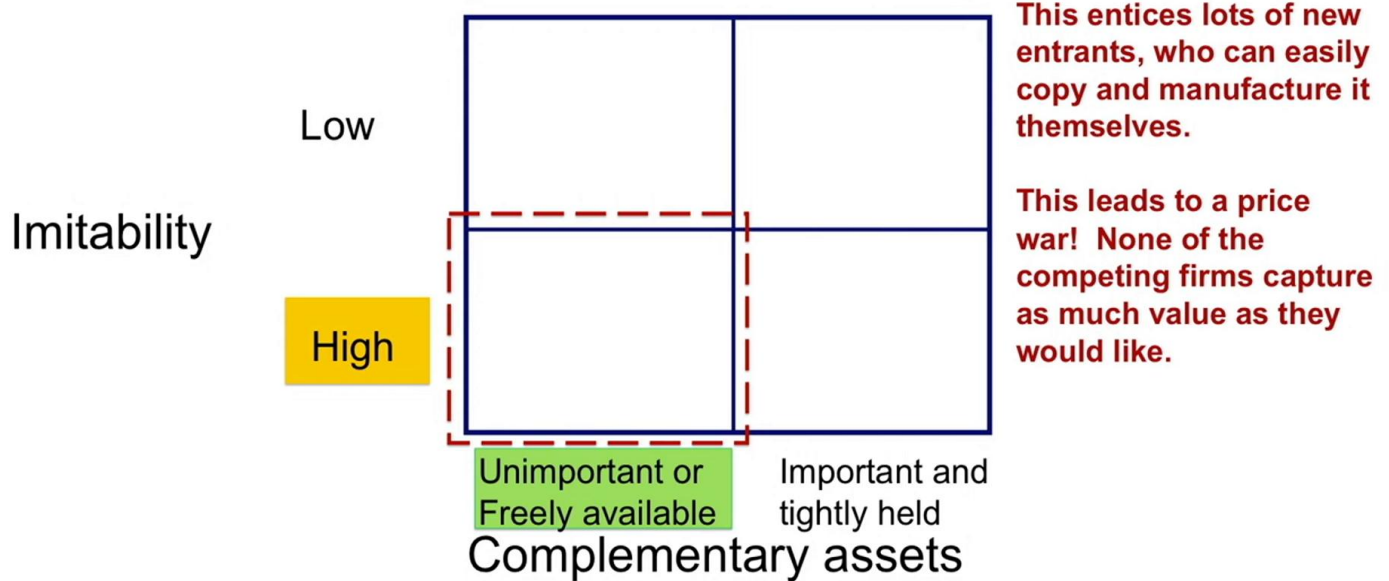 This entices lots of new
entrants, who can easily
copy and manufacture it
themselves.
Low
This leads to a price
war! None of the
competing firms capture
as much value as they
would like.
Imitability
High
Unimportant or
Freely available
Important and
tightly held
Complementary assets